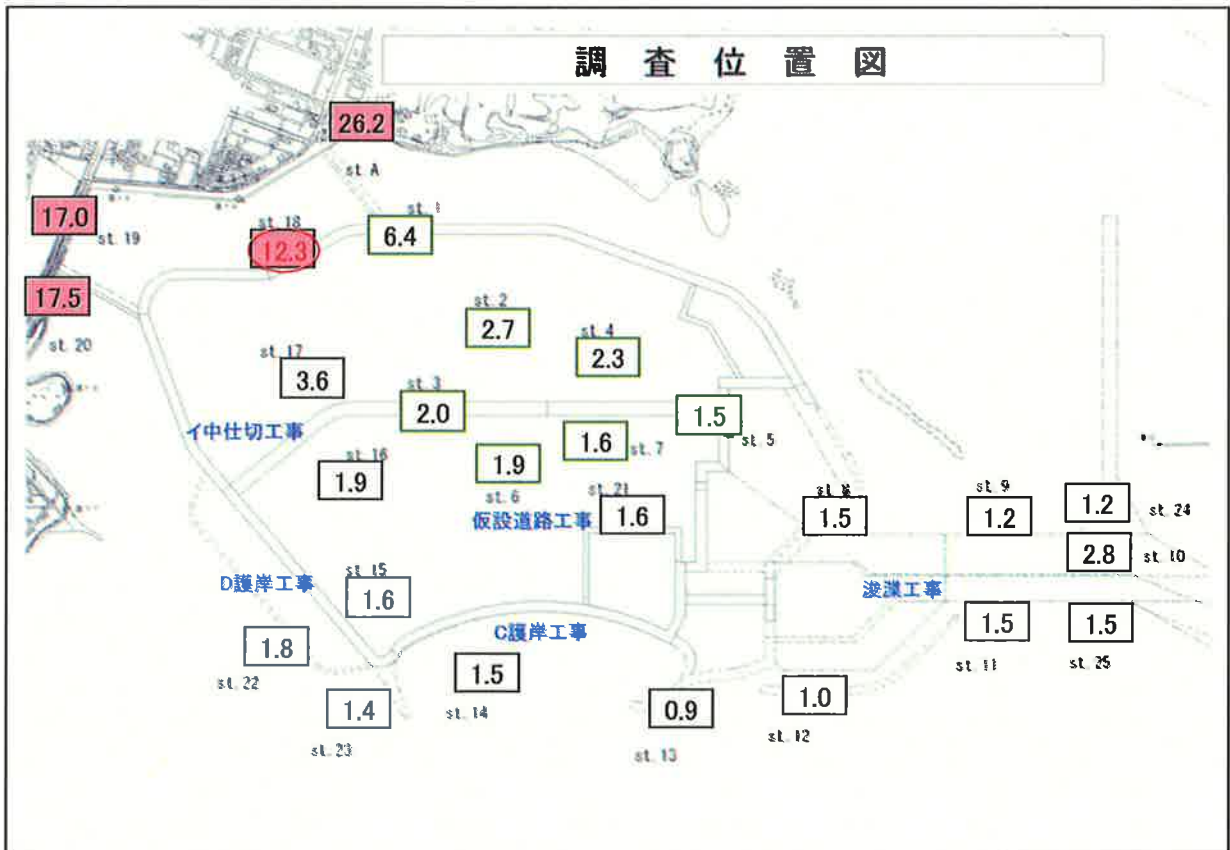 調査位置図
26.2
st. A
17.0
st. 19
st. 18
12.3
st. 1
6.4
17.5
st. 20
st. 2
2.7
st. 4
2.3
st. 17
3.6
st. 3
2.0
1.5
st. 5
イ中仕切工事
1.6
st. 7
st. 16
1.9
1.9
st. 6
st. 21
1.6
仮設道路工事
st. 8
1.5
st. 9
1.2
1.2
st. 24
2.8
st. 10
D護岸工事
st. 15
1.6
浚渫工事
C護岸工事
1.5
st. 11
1.5
st. 25
1.8
st. 22
1.5
st. 14
1.4
st. 23
0.9
st. 13
1.0
st. 12